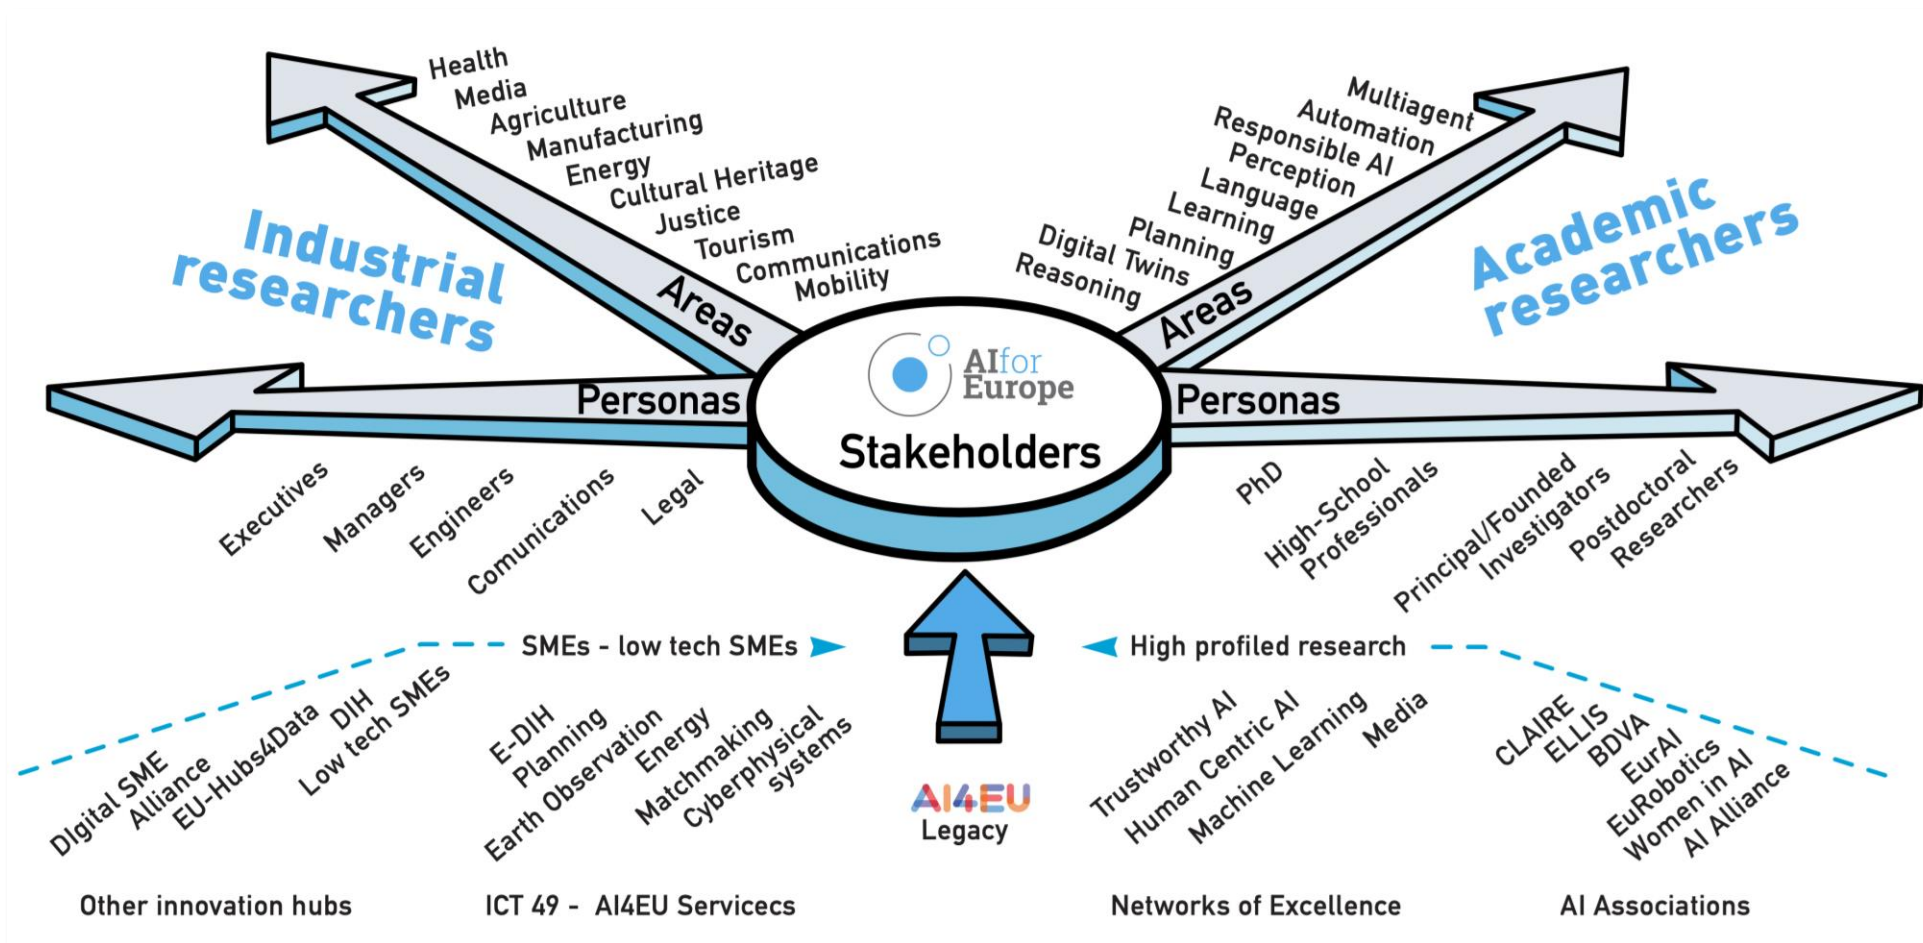 Health
Media
Agriculture
Manufacturing
Energy
Cultural Heritage
Justice
Tourism
Communications
Mobility
Multiagent
Automation
Responsible AI
Perception
Language
Learning
Planning
Digital Twins
Reasoning
Industrial
researchers
Academic
researchers
Areas
Areas
Personas
Personas
AIfor
Europe
Stakeholders
Executives
Managers
Engineers
Comunications
Legal
PhD
High-School
Professionals
Principal/Founded
Investigators
Postdoctoral
Researchers
SMEs - low tech SMEs
High profiled research
DIgital SME
Alliance
EU-Hubs4Data
DIH
Low tech SMEs
E-DIH
Planning
Earth Observation
Energy
Matchmaking
Cyberphysical
systems
AI4EU
Legacy
Trustworthy AI
Human Centric AI
Machine Learning
Media
CLAIRE
ELLIS
BDVA
EurAI
EuRobotics
Women in AI
AI Alliance
Other innovation hubs
ICT 49 - AI4EU Servicecs
Networks of Excellence
AI Associations